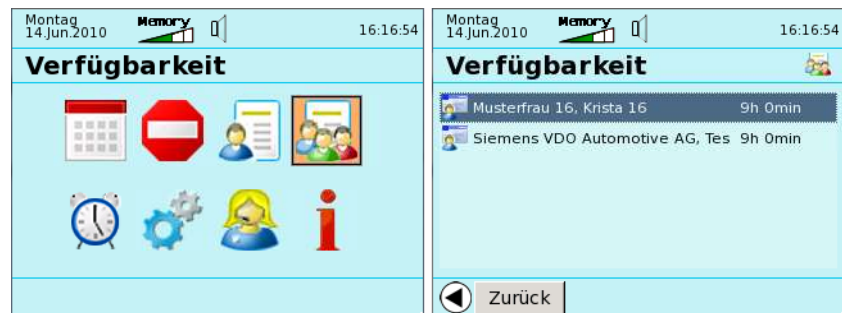 Montag
14.Jun.2010
Memory
16:16:54
Verfügbarkeit
Montag
14.Jun.2010
Memory
16:16:54
Verfügbarkeit
Musterfrau 16, Krista 16 9h 0min
Siemens VDO Automotive AG, Tes 9h 0min
Zurück